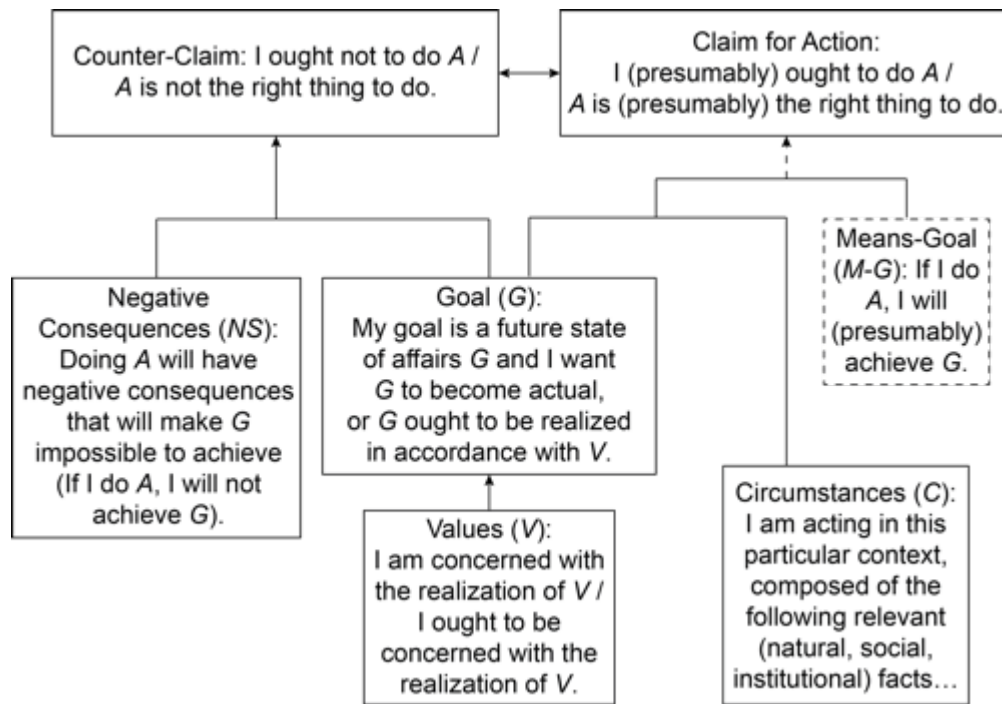 Counter-Claim: I ought not to do A /
A is not the right thing to do.
Claim for Action:
I (presumably) ought to do A /
A is (presumably) the right thing to do.
Negative
Consequences (NS):
Doing A will have
negative consequences
that will make G
impossible to achieve
(If I do A, I will not
achieve G).
Goal (G):
My goal is a future state
of affairs G and I want
G to become actual,
or G ought to be realized
in accordance with V.
Means-Goal
(M-G): If I do
A, I will
(presumably)
achieve G.
Values (V):
I am concerned with
the realization of V /
I ought to be
concerned with the
realization of V.
Circumstances (C):
I am acting in this
particular context,
composed of the
following relevant
(natural, social,
institutional) facts…